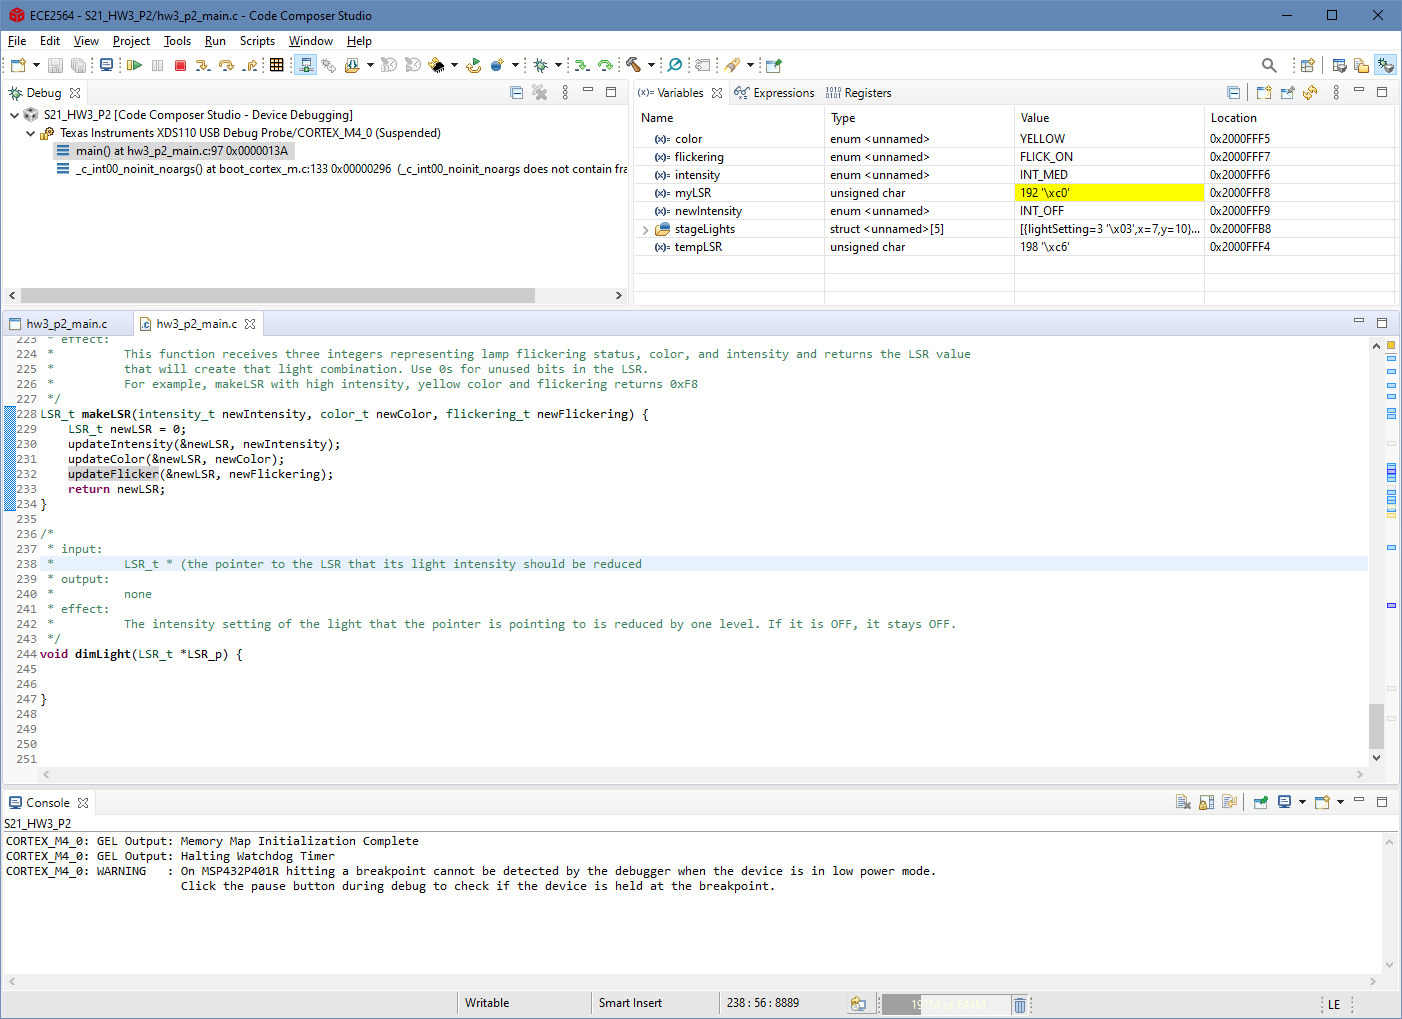 ECE2564 - S21_HW3_P2/hw3_p2_main.c - Code Composer Studio
File Edit View Project Tools Run Scripts Window Help
Debug
S21_HW3_P2 [Code Composer Studio - Device Debugging]
Texas Instruments XDS110 USB Debug Probe/CORTEX_M4_0 (Suspended)
main() at hw3_p2_main.c:97 0x0000013A
_c_int00_noinit_noargs() at boot_cortex_m.c:133 0x00000296 (_c_int00_noinit_noargs does not contain fra
(x)= Variables Expressions 1010 0101 Registers
Name Type Value Location
(x)= color enum <unnamed> YELLOW 0x2000FFF5
(x)= flickering enum <unnamed> FLICK_ON 0x2000FFF7
(x)= intensity enum <unnamed> INT_MED 0x2000FFF6
(x)= myLSR unsigned char 192 '\xc0' 0x2000FFF8
(x)= newIntensity enum <unnamed> INT_OFF 0x2000FFF9
stageLights struct <unnamed>[5] [{lightSetting=3 '\x03',x=7,y=10}... 0x2000FFB8
(x)= tempLSR unsigned char 198 '\xc6' 0x2000FFF4
hw3_p2_main.c hw3_p2_main.c
223 * effect:
224 * This function receives three integers representing lamp flickering status, color, and intensity and returns the LSR value
225 * that will create that light combination. Use 0s for unused bits in the LSR.
226 * For example, makeLSR with high intensity, yellow color and flickering returns 0xF8
227 */
228 LSR_t makeLSR(intensity_t newIntensity, color_t newColor, flickering_t newFlickering) {
229 LSR_t newLSR = 0;
230 updateIntensity(&newLSR, newIntensity);
231 updateColor(&newLSR, newColor);
232 updateFlicker(&newLSR, newFlickering);
233 return newLSR;
234 }
235
236 /*
237 * input:
238 * LSR_t * (the pointer to the LSR that its light intensity should be reduced
239 * output:
240 * none
241 * effect:
242 * The intensity setting of the light that the pointer is pointing to is reduced by one level. If it is OFF, it stays OFF.
243 */
244 void dimLight(LSR_t *LSR_p) {
245
246
247 }
248
249
250
251
Console
S21_HW3_P2
CORTEX_M4_0: GEL Output: Memory Map Initialization Complete
CORTEX_M4_0: GEL Output: Halting Watchdog Timer
CORTEX_M4_0: WARNING : On MSP432P401R hitting a breakpoint cannot be detected by the debugger when the device is in low power mode.
Click the pause button during debug to check if the device is held at the breakpoint.
Writable Smart Insert 238 : 56 : 8889 of 644M LE